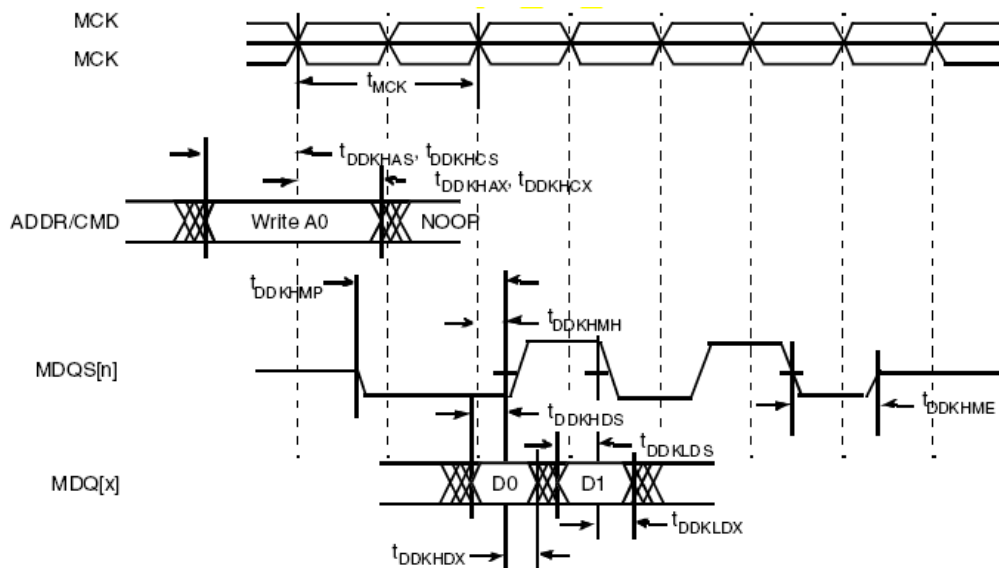 MCK
MCK
tMCK
tDDKHAS, tDDKHCS
tDDKHAX, tDDKHCX
ADDR/CMD
Write A0
NOOP
tDDKHMP
tDDKHMH
MDQS[n]
tDDKHDS
tDDKHME
tDDKLDS
MDQ[x]
D0
D1
tDDKLDX
tDDKHDX